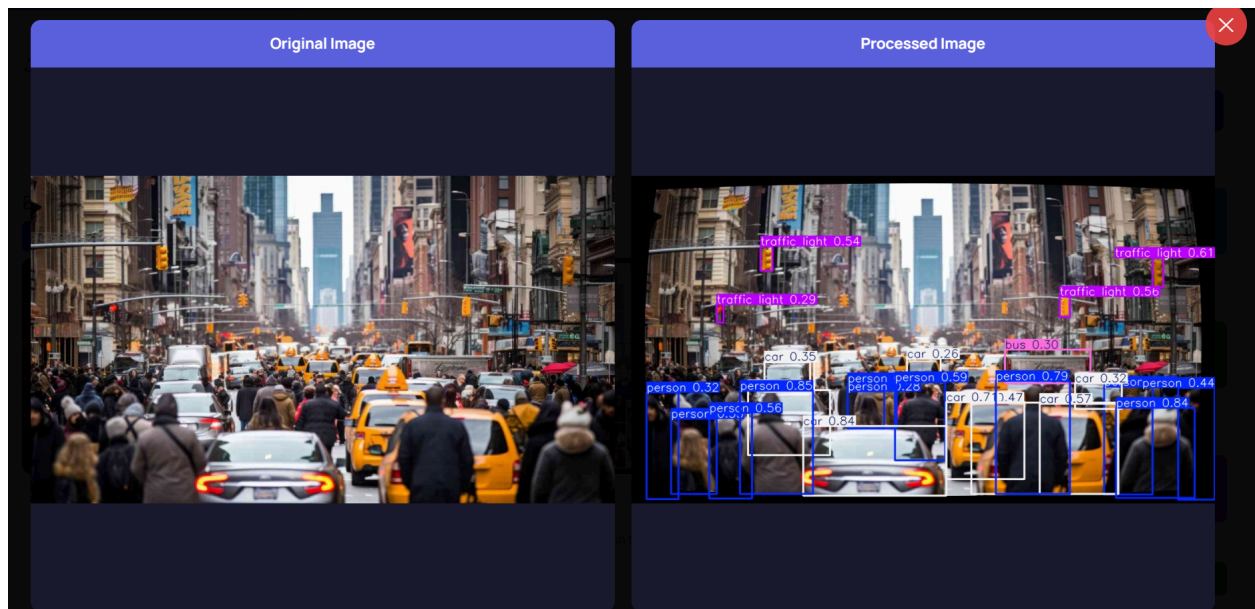 Original Image
Processed Image
traffic light 0.54
traffic light 0.61
traffic light 0.56
traffic light 0.29
bus 0.30
car 0.35
car 0.26
person 0.32
person 0.85
person
person 0.59
person 0.79
car 0.32
person 0.44
person 0.28
person 0.56
car 0.71
0.47
car 0.57
person 0.84
car 0.84